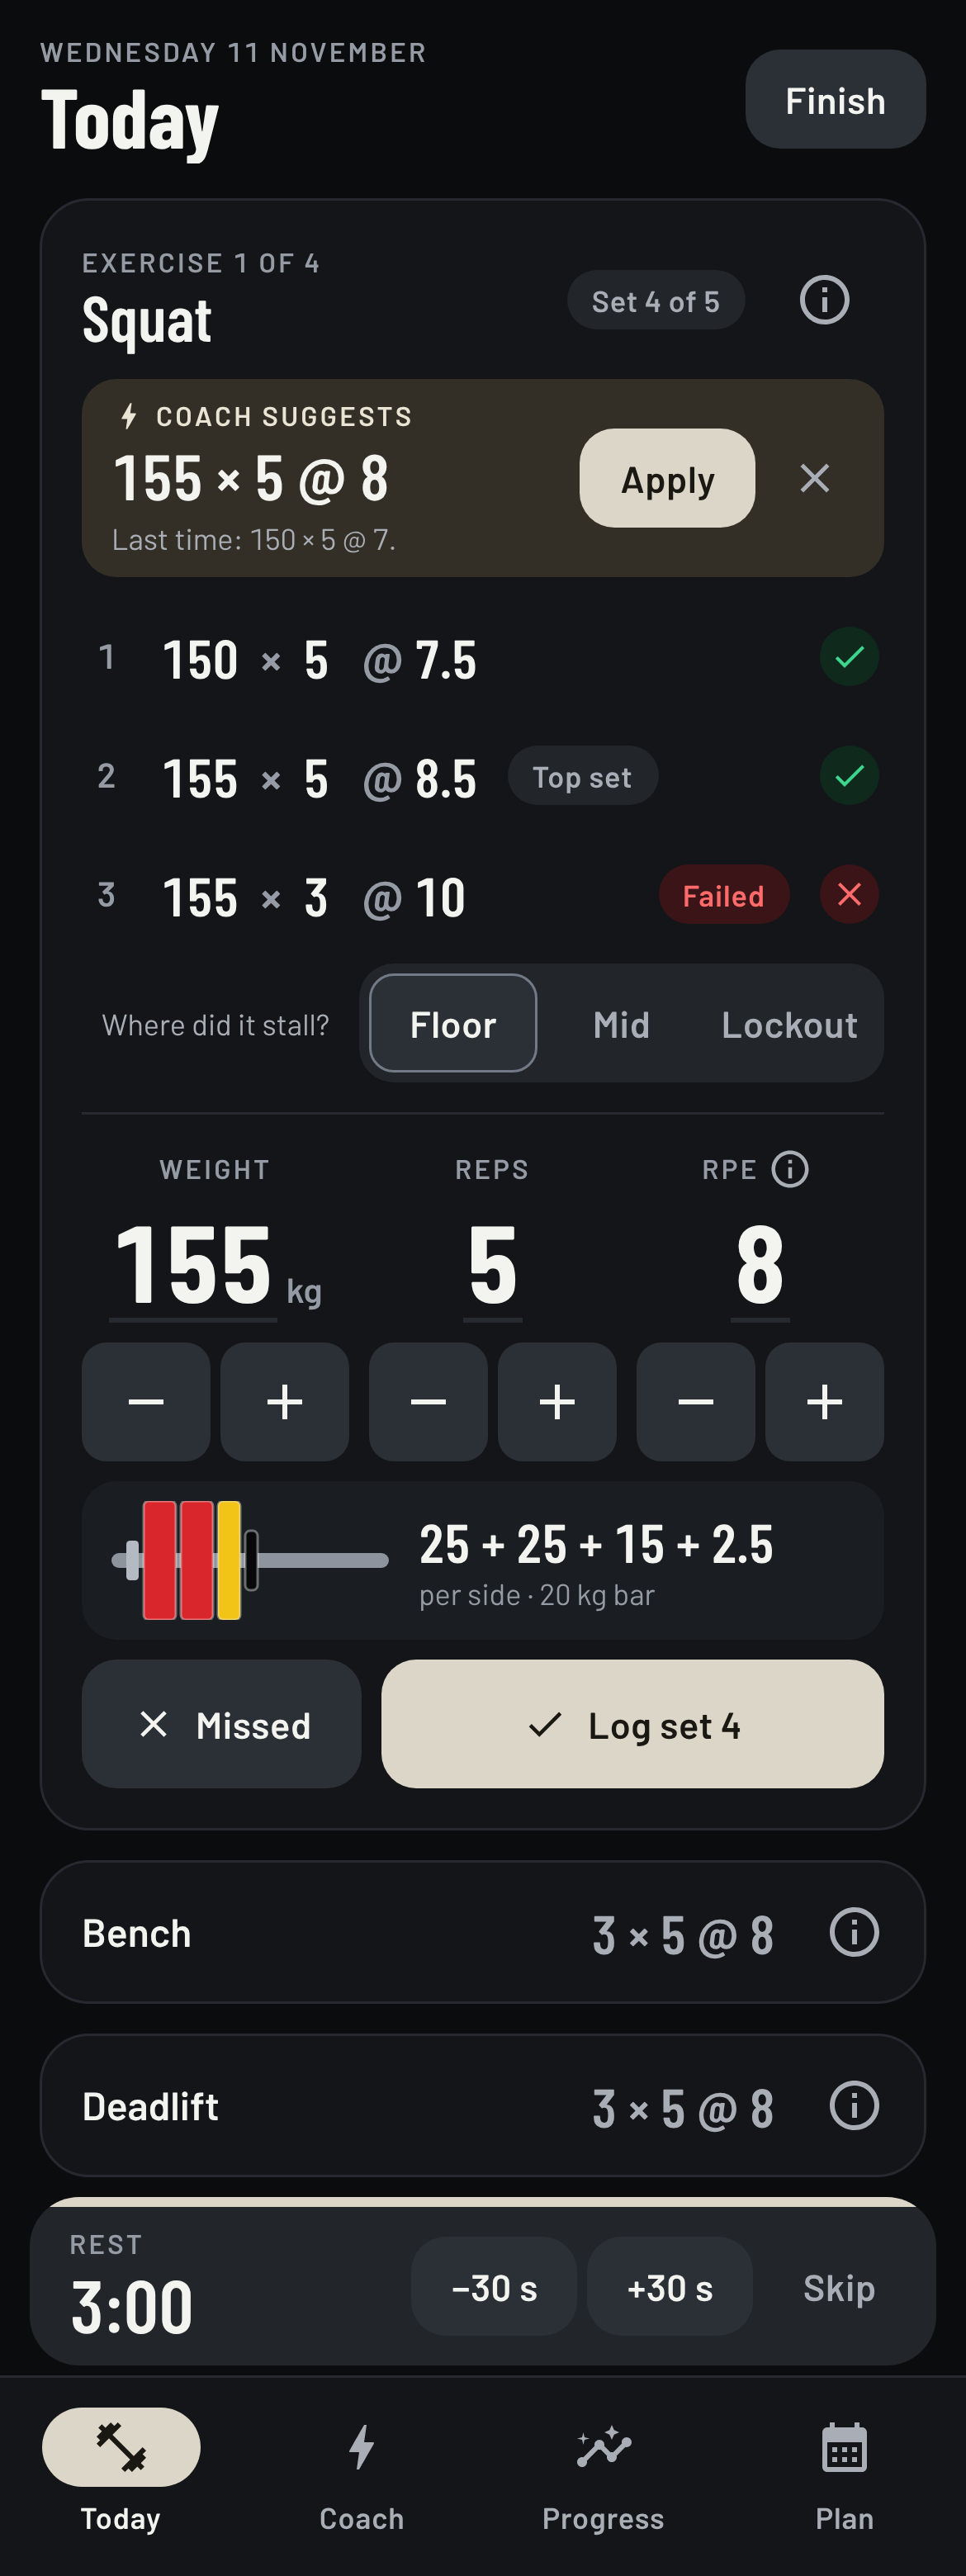 WEDNESDAY 11 NOVEMBER
Today
Finish
EXERCISE 1 OF 4
Squat
Set 4 of 5
COACH SUGGESTS
155 × 5 @ 8
Last time: 150 × 5 @ 7.
Apply
1 150 × 5 @ 7.5
2 155 × 5 @ 8.5 Top set
3 155 × 3 @ 10 Failed
Where did it stall? Floor Mid Lockout
WEIGHT REPS RPE
155 kg 5 8
25 + 25 + 15 + 2.5
per side · 20 kg bar
Missed Log set 4
Bench 3 × 5 @ 8
Deadlift 3 × 5 @ 8
REST
3:00
−30 s +30 s Skip
Today Coach Progress Plan